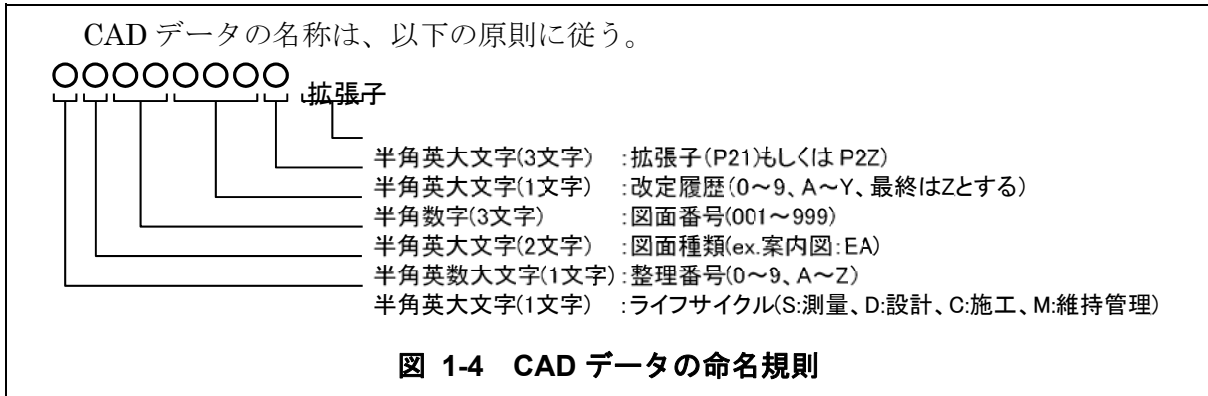 CAD データの名称は、以下の原則に従う。
○○○○○○○○ .拡張子
半角英大文字(3文字) :拡張子(P21)もしくは P2Z)
半角英大文字(1文字) :改定履歴(0~9、A~Y、最終はZとする)
半角数字(3文字) :図面番号(001~999)
半角英大文字(2文字) :図面種類(ex.案内図:EA)
半角英数大文字(1文字):整理番号(0~9、A~Z)
半角英大文字(1文字) :ライフサイクル(S:測量、D:設計、C:施工、M:維持管理)
図 1-4 CAD データの命名規則